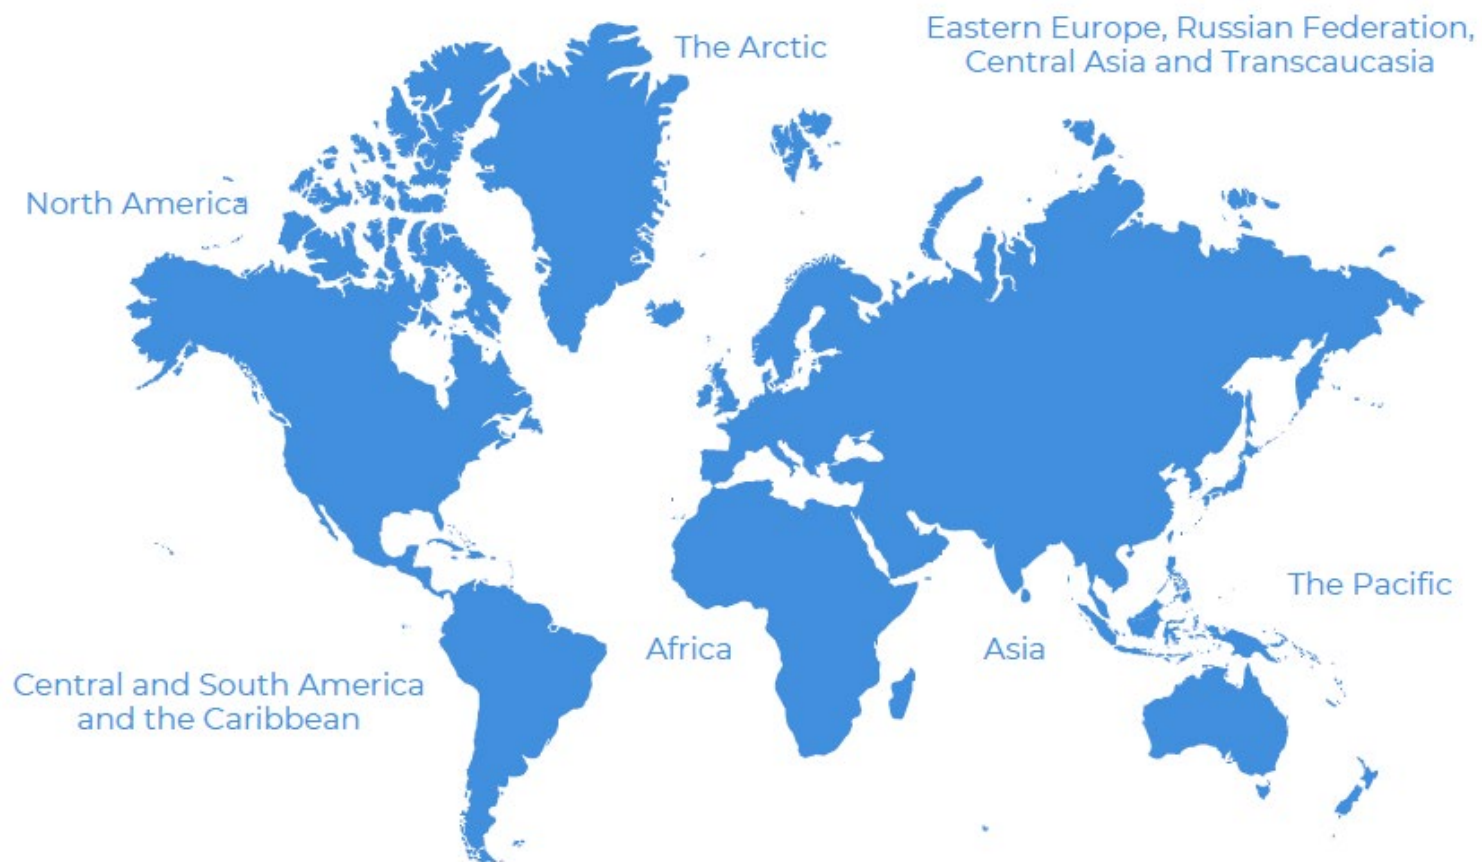 Eastern Europe, Russian Federation,
Central Asia and Transcaucasia
The Arctic
North America
The Pacific
Africa
Asia
Central and South America
and the Caribbean